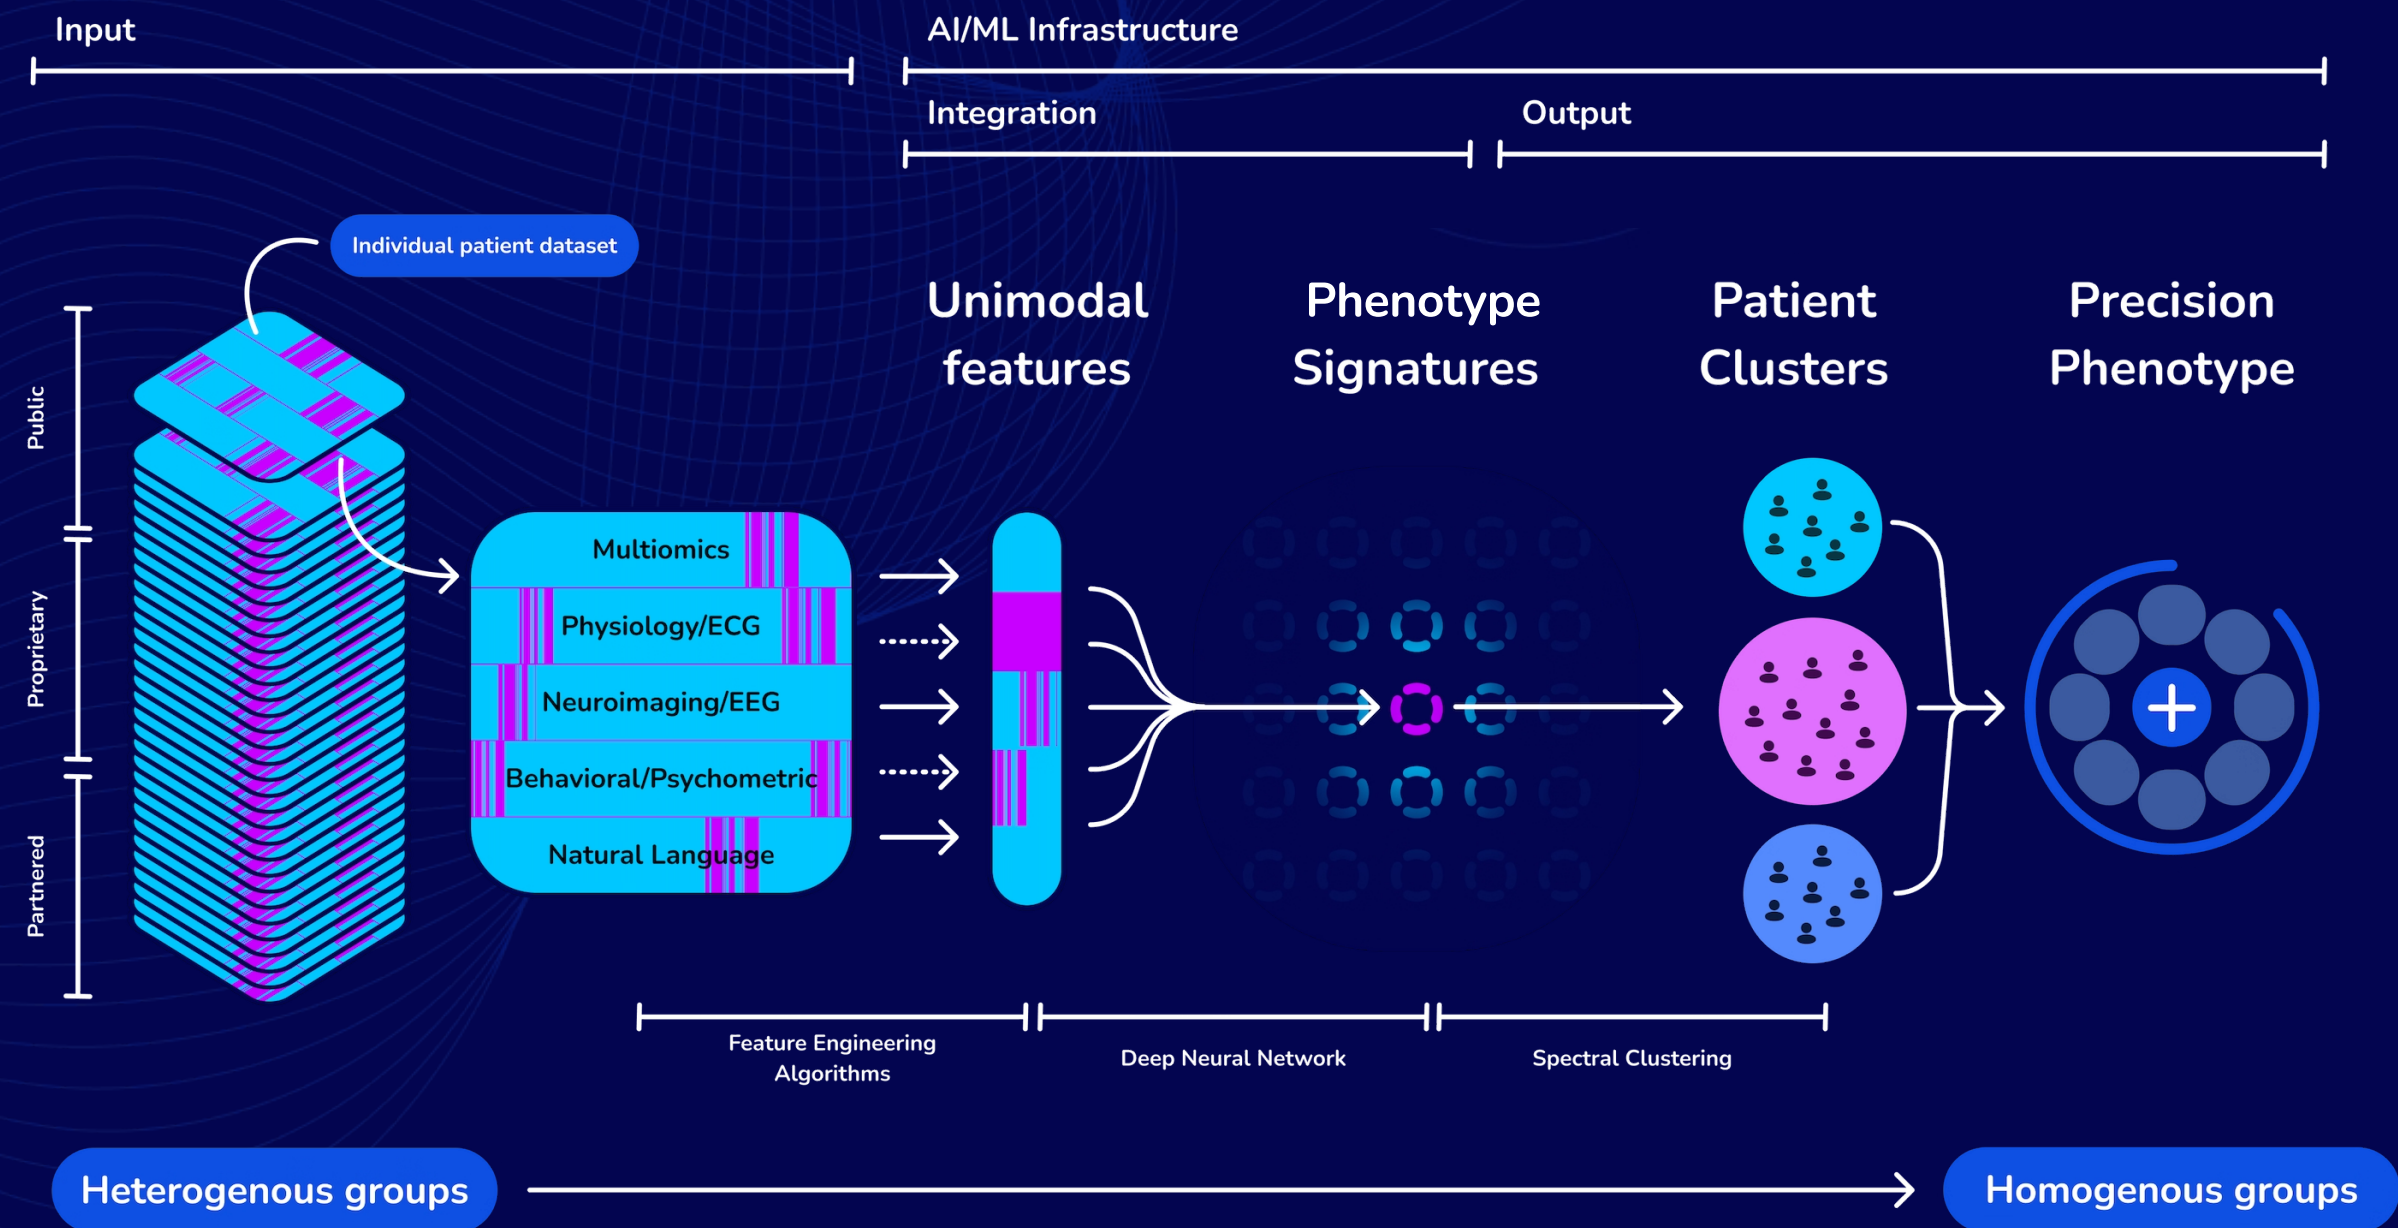 Input
AI/ML Infrastructure
Integration
Output
Individual patient dataset
Unimodal
features
Phenotype
Signatures
Patient
Clusters
Precision
Phenotype
Public
Proprietary
Partnered
Multiomics
Physiology/ECG
Neuroimaging/EEG
Behavioral/Psychometric
Natural Language
Feature Engineering
Algorithms
Deep Neural Network
Spectral Clustering
Heterogenous groups
Homogenous groups